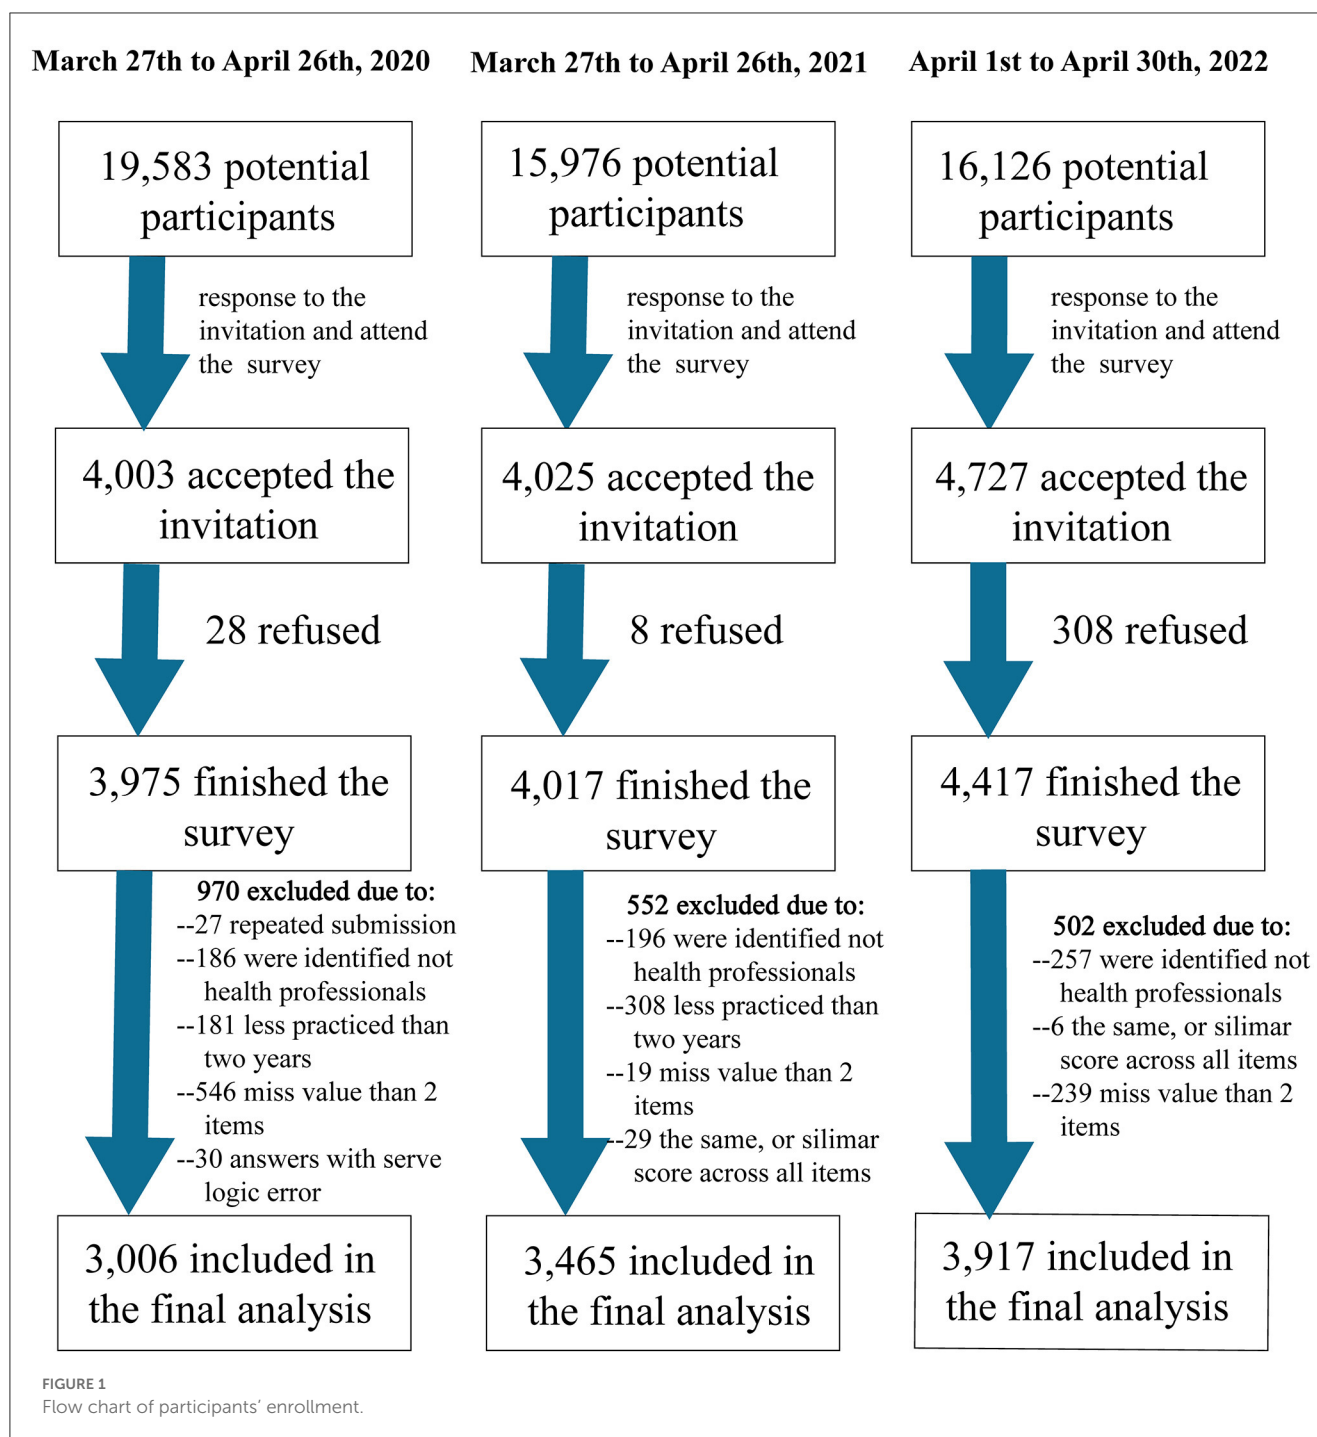 March 27th to April 26th, 2020
19,583 potential
participants
response to the
invitation and attend
the survey
4,003 accepted the
invitation
28 refused
3,975 finished the
survey
970 excluded due to:
--27 repeated submission
--186 were identified not
health professionals
--181 less practiced than
two years
--546 miss value than 2
items
--30 answers with serve
logic error
3,006 included in
the final analysis
March 27th to April 26th, 2021
15,976 potential
participants
response to the
invitation and attend
the survey
4,025 accepted the
invitation
8 refused
4,017 finished the
survey
552 excluded due to:
--196 were identified not
health professionals
--308 less practiced than
two years
--19 miss value than 2
items
--29 the same, or silimar
score across all items
3,465 included in
the final analysis
April 1st to April 30th, 2022
16,126 potential
participants
response to the
invitation and attend
the survey
4,727 accepted the
invitation
308 refused
4,417 finished the
survey
502 excluded due to:
--257 were identified not
health professionals
--6 the same, or silimar
score across all items
--239 miss value than 2
items
3,917 included in
the final analysis
FIGURE 1
Flow chart of participants’ enrollment.